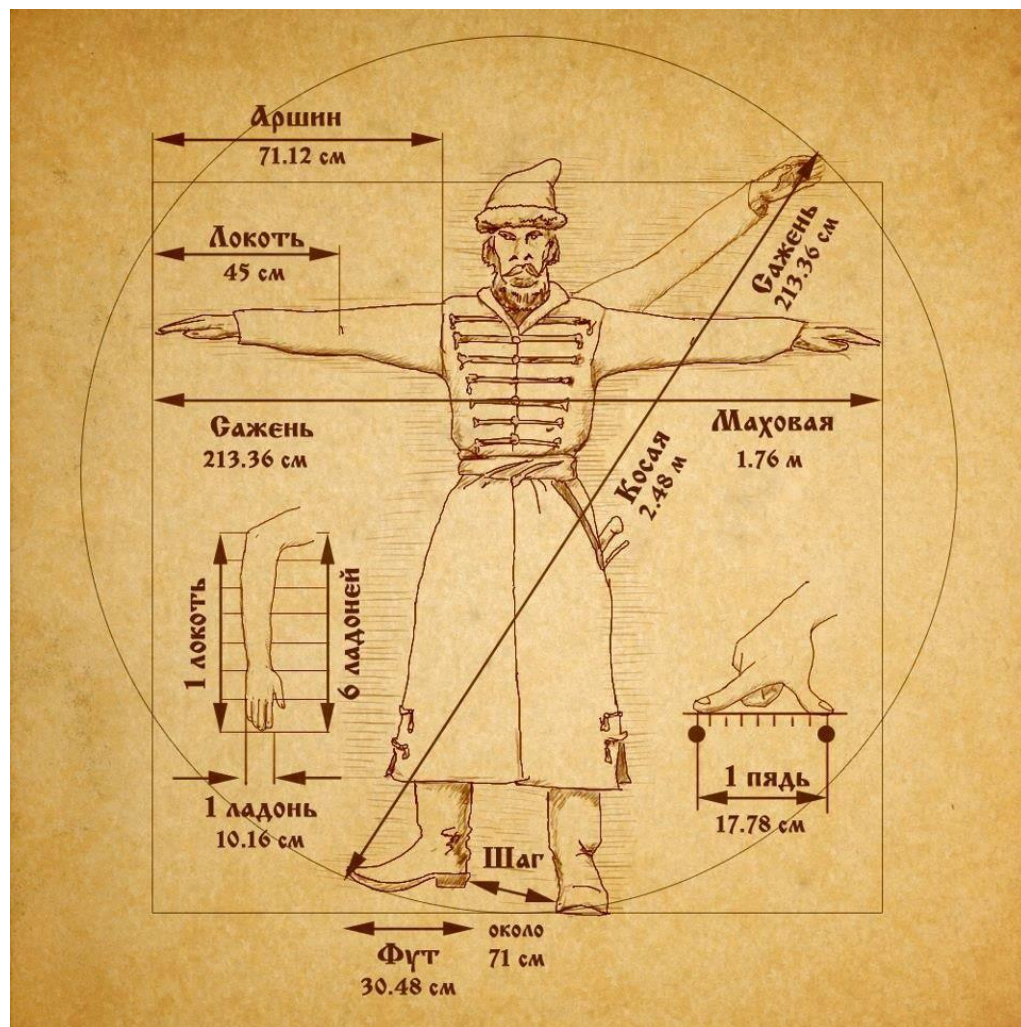 Аршин
71.12 см
Локоть
45 см
Сажень
213.36 см
Сажень
213.36 см
Маховая
1.76 м
Косая
2.48 м
1 локоть
6 ладоней
1 ладонь
10.16 см
1 пядь
17.78 см
Шаг
около
71 см
Фут
30.48 см